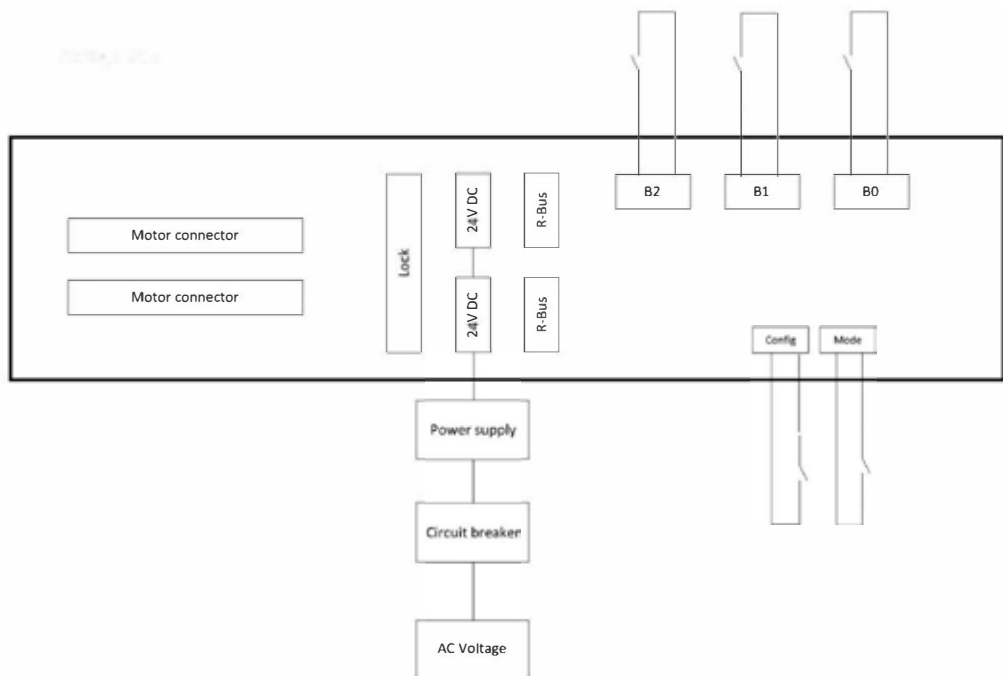 B2
B1
B0
Motor connector
Motor connector
Lock
24V DC
24V DC
R-Bus
R-Bus
Config
Mode
Power supply
Circuit breaker
AC Voltage